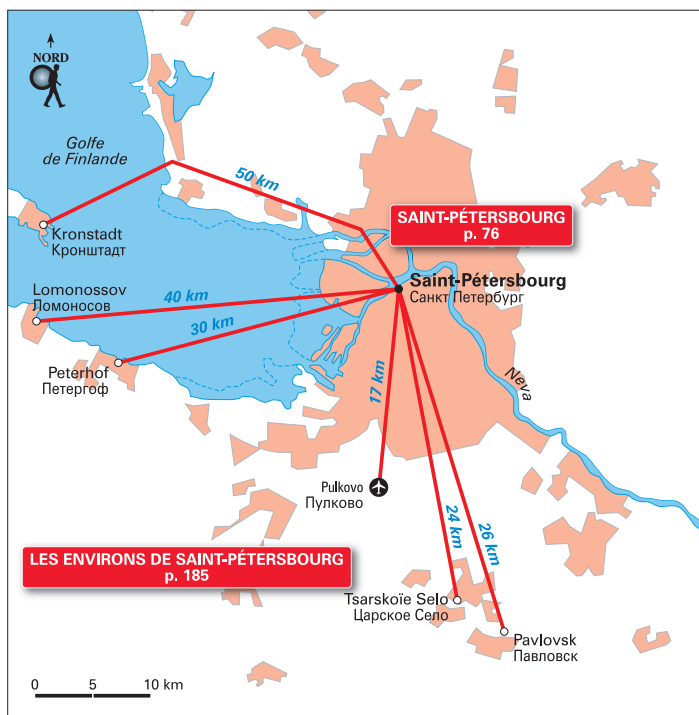 NORD
Golfe
de Finlande
50 km
SAINT-PÉTERSBOURG
p. 76
Kronstadt
Кронштадт
Saint-Pétersbourg
Санкт Петербург
Lomonossov
Ломоносов
40 km
30 km
Peterhof
Петергоф
17 km
Neva
Pulkovo
Пулково
24 km
26 km
LES ENVIRONS DE SAINT-PÉTERSBOURG
p. 185
Tsarskoïe Selo
Царское Село
Pavlovsk
Павловск
0 5 10 km